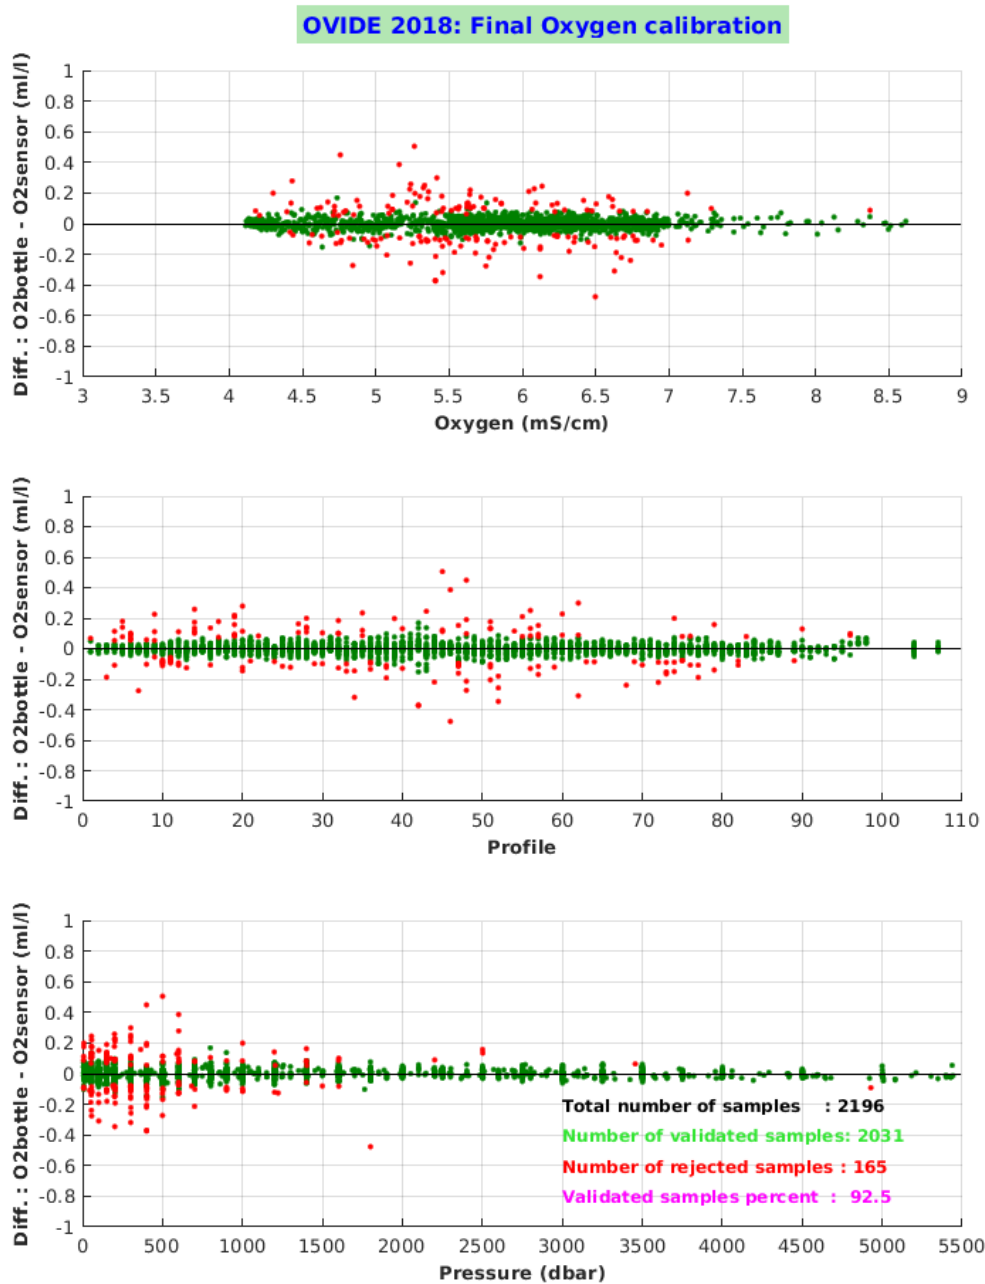 OVIDE 2018: Final Oxygen calibration
Diff. : O2bottle - O2sensor (ml/l)
1
0.8
0.6
0.4
0.2
0
-0.2
-0.4
-0.6
-0.8
-1
3 3.5 4 4.5 5 5.5 6 6.5 7 7.5 8 8.5 9
Oxygen (mS/cm)
Diff. : O2bottle - O2sensor (ml/l)
1
0.8
0.6
0.4
0.2
0
-0.2
-0.4
-0.6
-0.8
-1
0 10 20 30 40 50 60 70 80 90 100 110
Profile
Diff. : O2bottle - O2sensor (ml/l)
1
0.8
0.6
0.4
0.2
0
-0.2
-0.4
-0.6
-0.8
-1
Total number of samples : 2196
Number of validated samples: 2031
Number of rejected samples : 165
Validated samples percent : 92.5
0 500 1000 1500 2000 2500 3000 3500 4000 4500 5000 5500
Pressure (dbar)